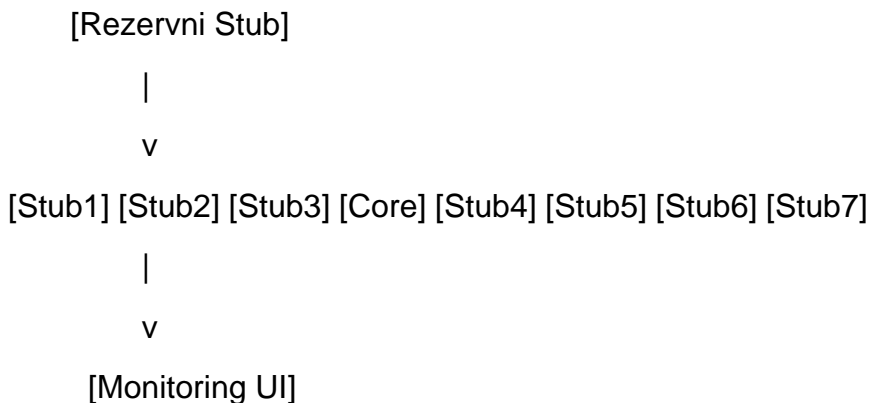 [Rezervni Stub]
|
v
[Stub1] [Stub2] [Stub3] [Core] [Stub4] [Stub5] [Stub6] [Stub7]
|
v
[Monitoring UI]